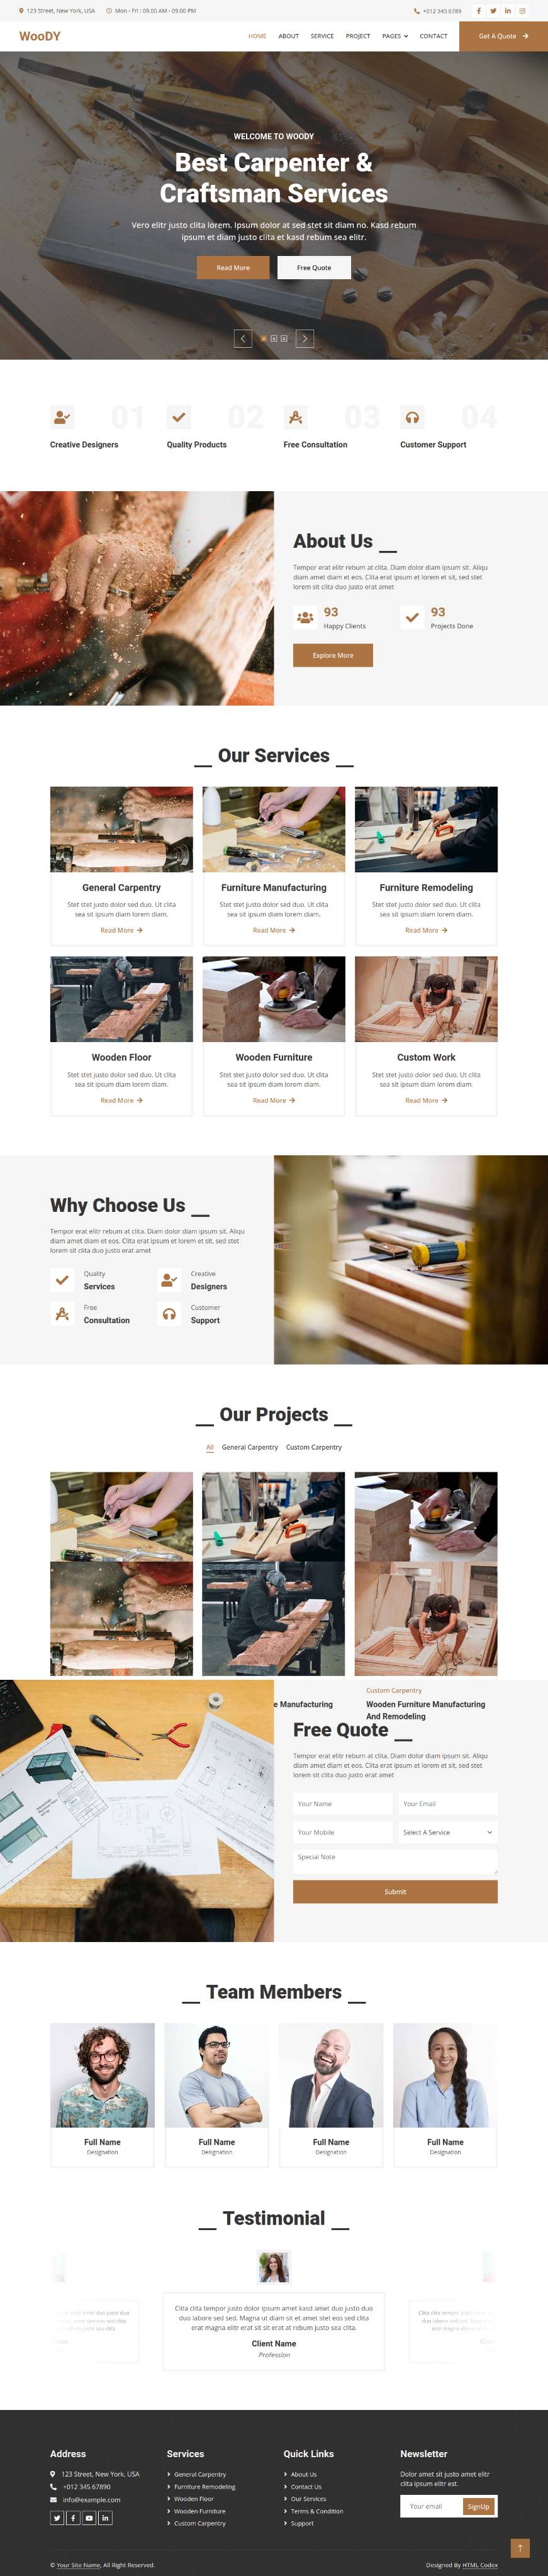 123 Street, New York, USA
Mon - Fri : 09.00 AM - 09.00 PM
+012 345 6789
WooDY
HOME
ABOUT
SERVICE
PROJECT
PAGES
CONTACT
Get A Quote
WELCOME TO WOODY
Best Carpenter &
Craftsman Services
Vero elitr justo clita lorem. Ipsum dolor at sed stet sit diam no. Kasd rebum
ipsum et diam justo clita et kasd rebum sea elitr.
Read More
Free Quote
01
Creative Designers
02
Quality Products
03
Free Consultation
04
Customer Support
About Us
Tempor erat elitr rebum at clita. Diam dolor diam ipsum sit. Aliqu
diam amet diam et eos. Clita erat ipsum et lorem et sit, sed stet
lorem sit clita duo justo erat amet
93
Happy Clients
93
Projects Done
Explore More
Our Services
General Carpentry
Stet stet justo dolor sed duo. Ut clita
sea sit ipsum diam lorem diam.
Read More
Furniture Manufacturing
Stet stet justo dolor sed duo. Ut clita
sea sit ipsum diam lorem diam.
Read More
Furniture Remodeling
Stet stet justo dolor sed duo. Ut clita
sea sit ipsum diam lorem diam.
Read More
Wooden Floor
Stet stet justo dolor sed duo. Ut clita
sea sit ipsum diam lorem diam.
Read More
Wooden Furniture
Stet stet justo dolor sed duo. Ut clita
sea sit ipsum diam lorem diam.
Read More
Custom Work
Stet stet justo dolor sed duo. Ut clita
sea sit ipsum diam lorem diam.
Read More
Why Choose Us
Tempor erat elitr rebum at clita. Diam dolor diam ipsum sit. Aliqu
diam amet diam et eos. Clita erat ipsum et lorem et sit, sed stet
lorem sit clita duo justo erat amet
Quality
Services
Creative
Designers
Free
Consultation
Customer
Support
Our Projects
All
General Carpentry
Custom Carpentry
e Manufacturing
Custom Carpentry
Wooden Furniture Manufacturing
And Remodeling
Free Quote
Tempor erat elitr rebum at clita. Diam dolor diam ipsum sit. Aliqu
diam amet diam et eos. Clita erat ipsum et lorem et sit, sed stet
lorem sit clita duo justo erat amet
Your Name
Your Email
Your Mobile
Select A Service
Special Note
Submit
Team Members
Full Name
Designation
Full Name
Designation
Full Name
Designation
Full Name
Designation
Testimonial
Clita clita tempor justo dolor ipsum amet kasd amet duo justo duo
duo labore sed sed. Magna ut diam sit et amet stet eos sed clita
erat magna elitr erat sit sit erat at rebum justo sea clita.
Client Name
Profession
Address
123 Street, New York, USA
+012 345 67890
info@example.com
Services
General Carpentry
Furniture Remodeling
Wooden Floor
Wooden Furniture
Custom Carpentry
Quick Links
About Us
Contact Us
Our Services
Terms & Condition
Support
Newsletter
Dolor amet sit justo amet elitr
clita ipsum elitr est.
Your email
SignUp
© Your Site Name, All Right Reserved.
Designed By HTML Codex